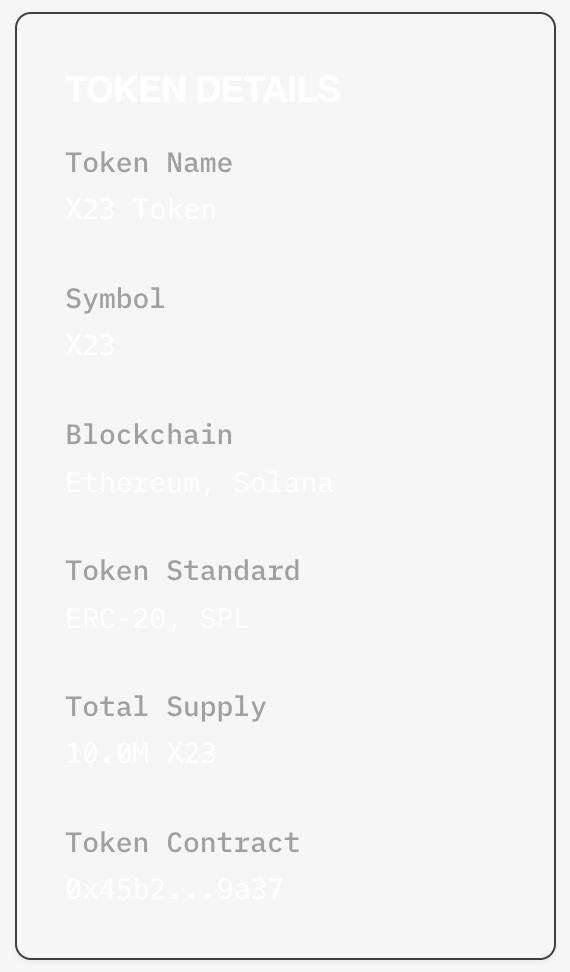 TOKEN DETAILS
Token Name
X23 Token
Symbol
X23
Blockchain
Ethereum, Solana
Token Standard
ERC-20, SPL
Total Supply
10.0M X23
Token Contract
0x45b2...9a37